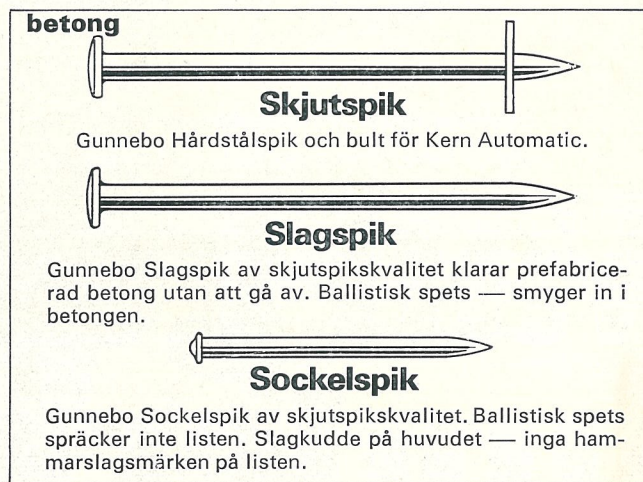 betong
Skjutspik
Gunnebo Hårdstålspik och bult för Kern Automatic.
Slagspik
Gunnebo Slagspik av skjutspikskvalitet klarar prefabrice-
rad betong utan att gå av. Ballistisk spets — smyger in i
betongen.
Sockelspik
Gunnebo Sockelspik av skjutspikskvalitet. Ballistisk spets
spräcker inte listen. Slagkudde på huvudet — inga ham-
marslagsmärken på listen.